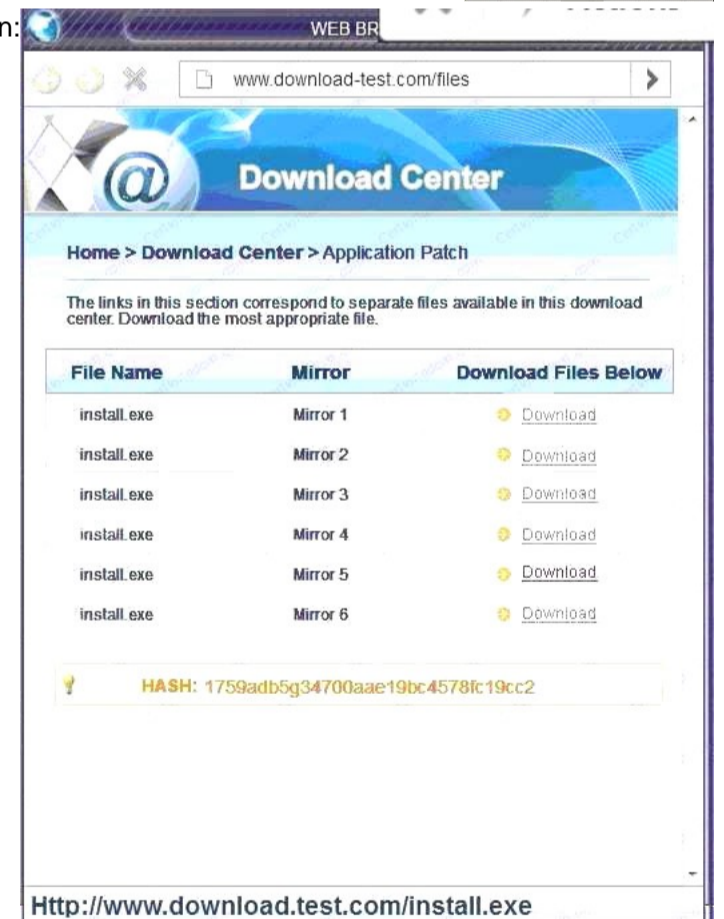 n:
WEB BR
www.download-test.com/files
@
Download Center
Home > Download Center > Application Patch
The links in this section correspond to separate files available in this download
center. Download the most appropriate file.
File Name Mirror Download Files Below
install.exe Mirror 1 Download
install.exe Mirror 2 Download
install.exe Mirror 3 Download
install.exe Mirror 4 Download
install.exe Mirror 5 Download
install.exe Mirror 6 Download
HASH: 1759adb5g34700aae19bc4578fc19cc2
Http://www.download.test.com/install.exe